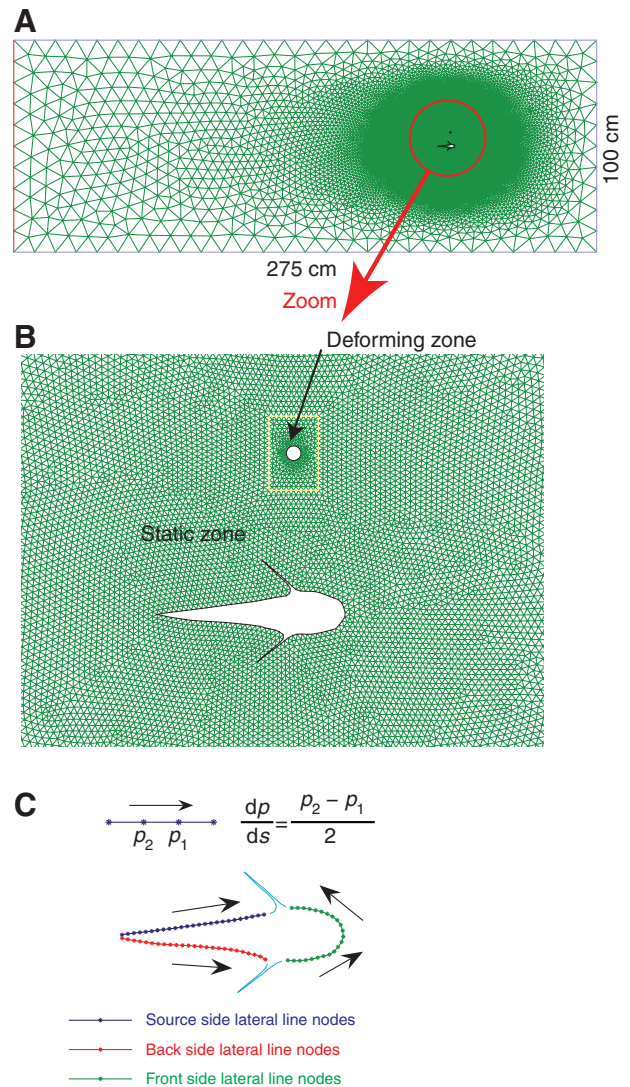 A
100 cm
275 cm
Zoom
B
Deforming zone
Static zone
C
p2 p1
dp/ds = p2 – p1/2
Source side lateral line nodes
Back side lateral line nodes
Front side lateral line nodes